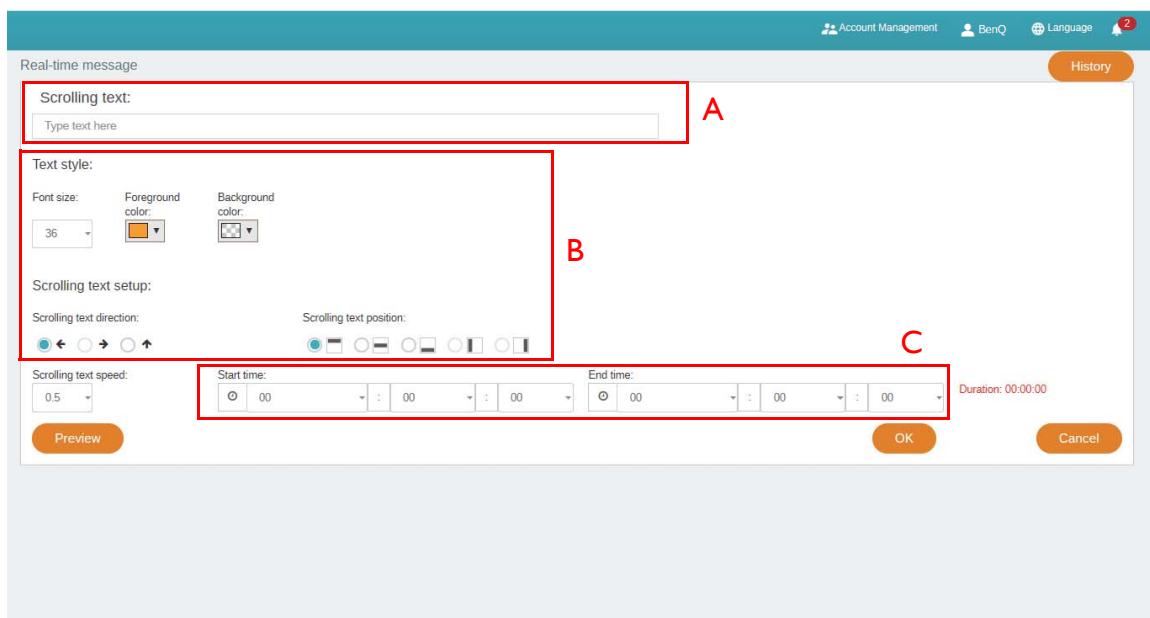 Account Management BenQ Language 2
Real-time message History
Scrolling text:
A
Type text here
Text style:
Font size: Foreground color: Background color:
36
B
Scrolling text setup:
Scrolling text direction: Scrolling text position:
C
Scrolling text speed: Start time: End time:
0.5 00 : 00 : 00 00 : 00 : 00 Duration: 00:00:00
Preview OK Cancel